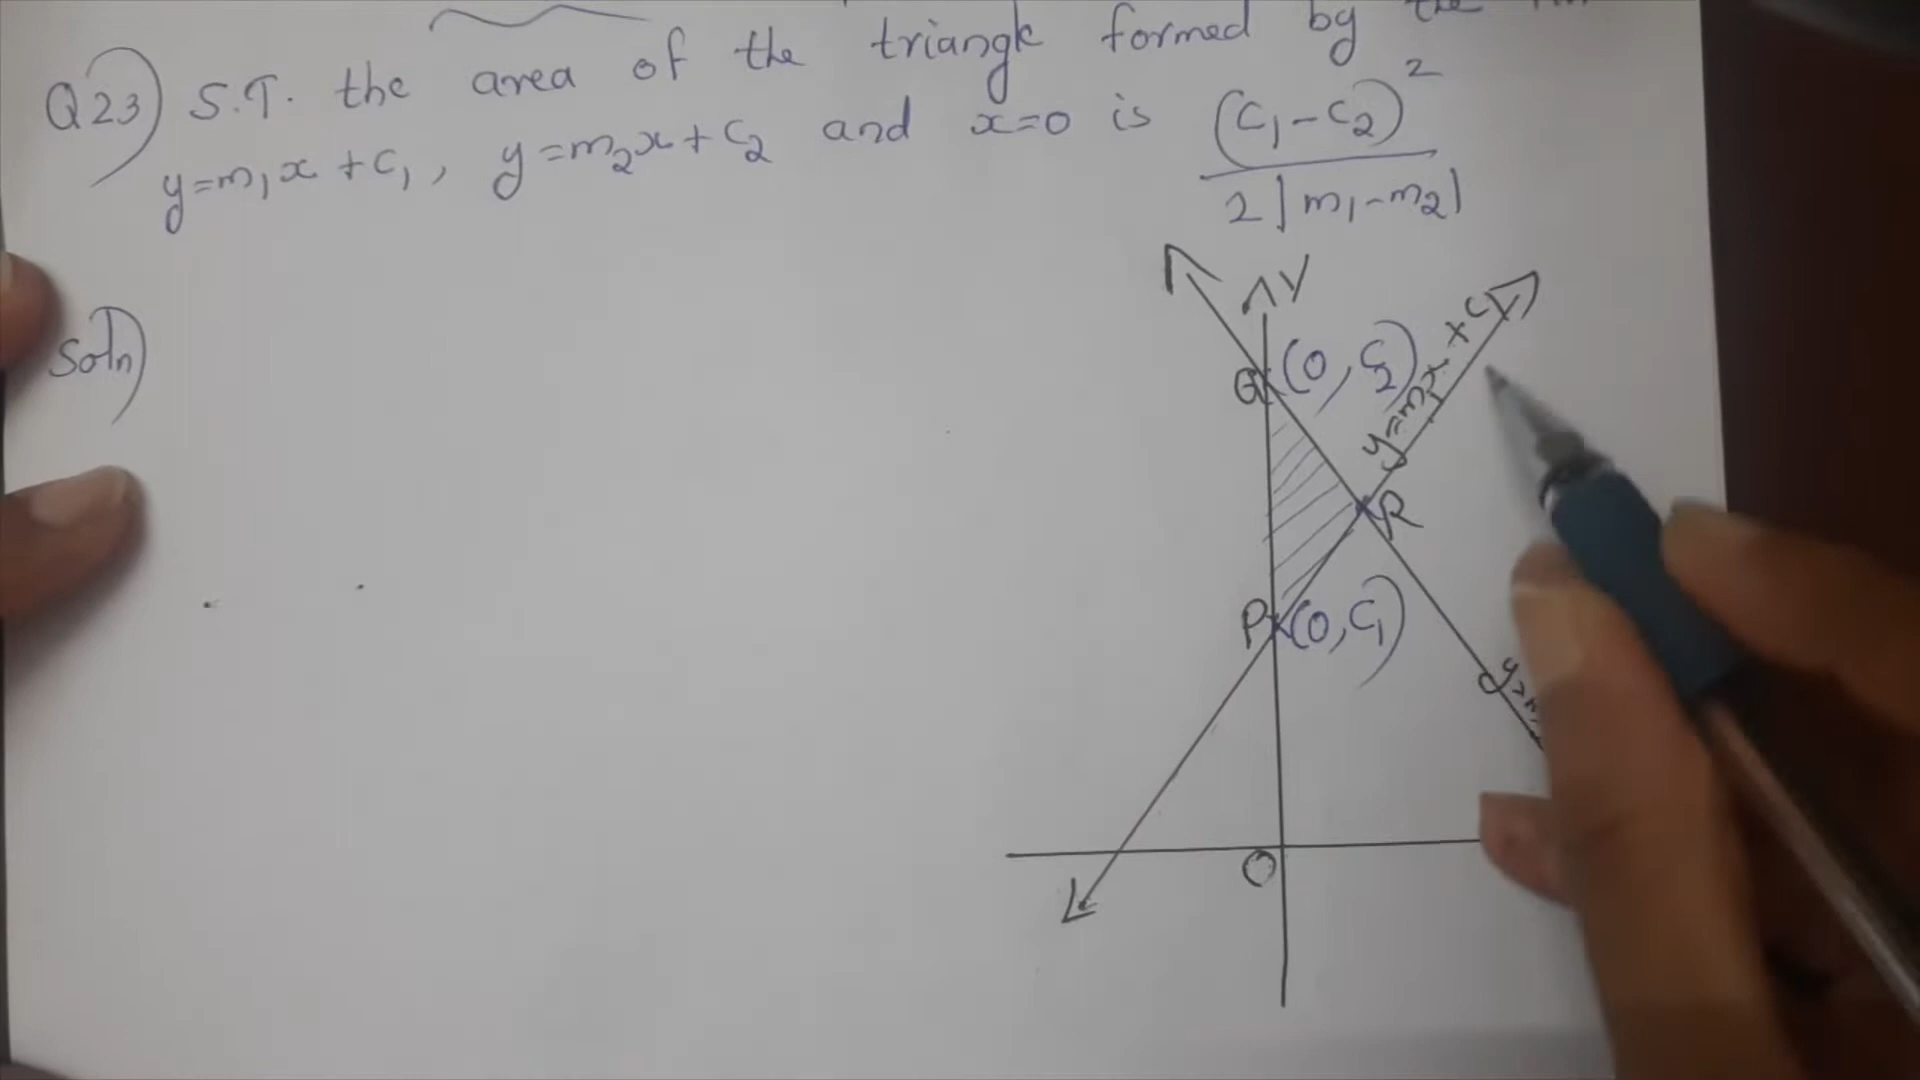 Q23) S.T. the area of the triangle formed by the
y=m₁x + c₁, y=m₂x + c₂ and x=0 is (c₁-c₂)²
2|m₁-m₂|
Soln)
Y
Q (0, c₂)
y=m₁x + c₁
R
P (0, c₁)
O